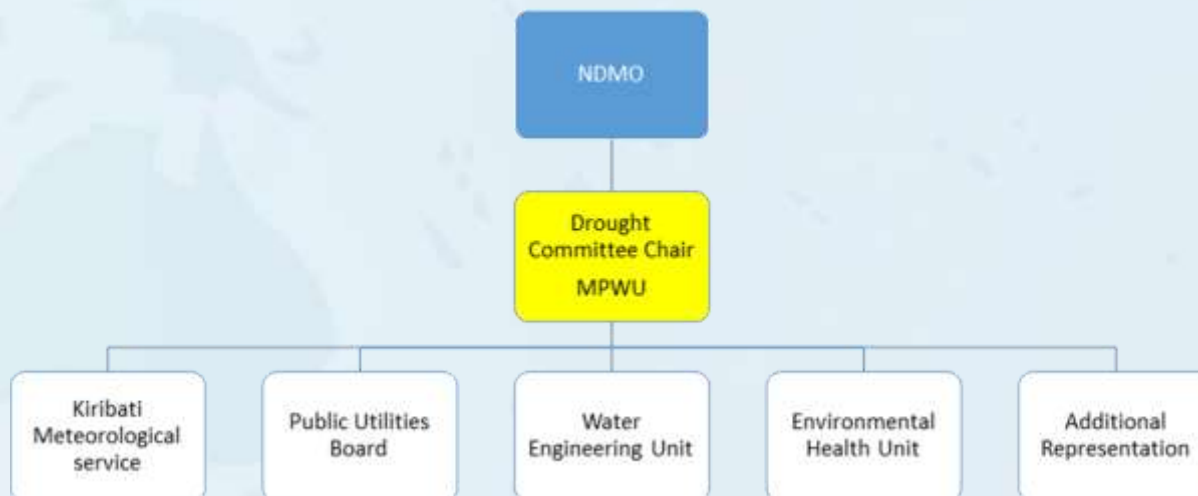 NDMO
Drought
Committee Chair
MPWU
Kiribati
Meteorological
service
Public Utilities
Board
Water
Engineering Unit
Environmental
Health Unit
Additional
Representation